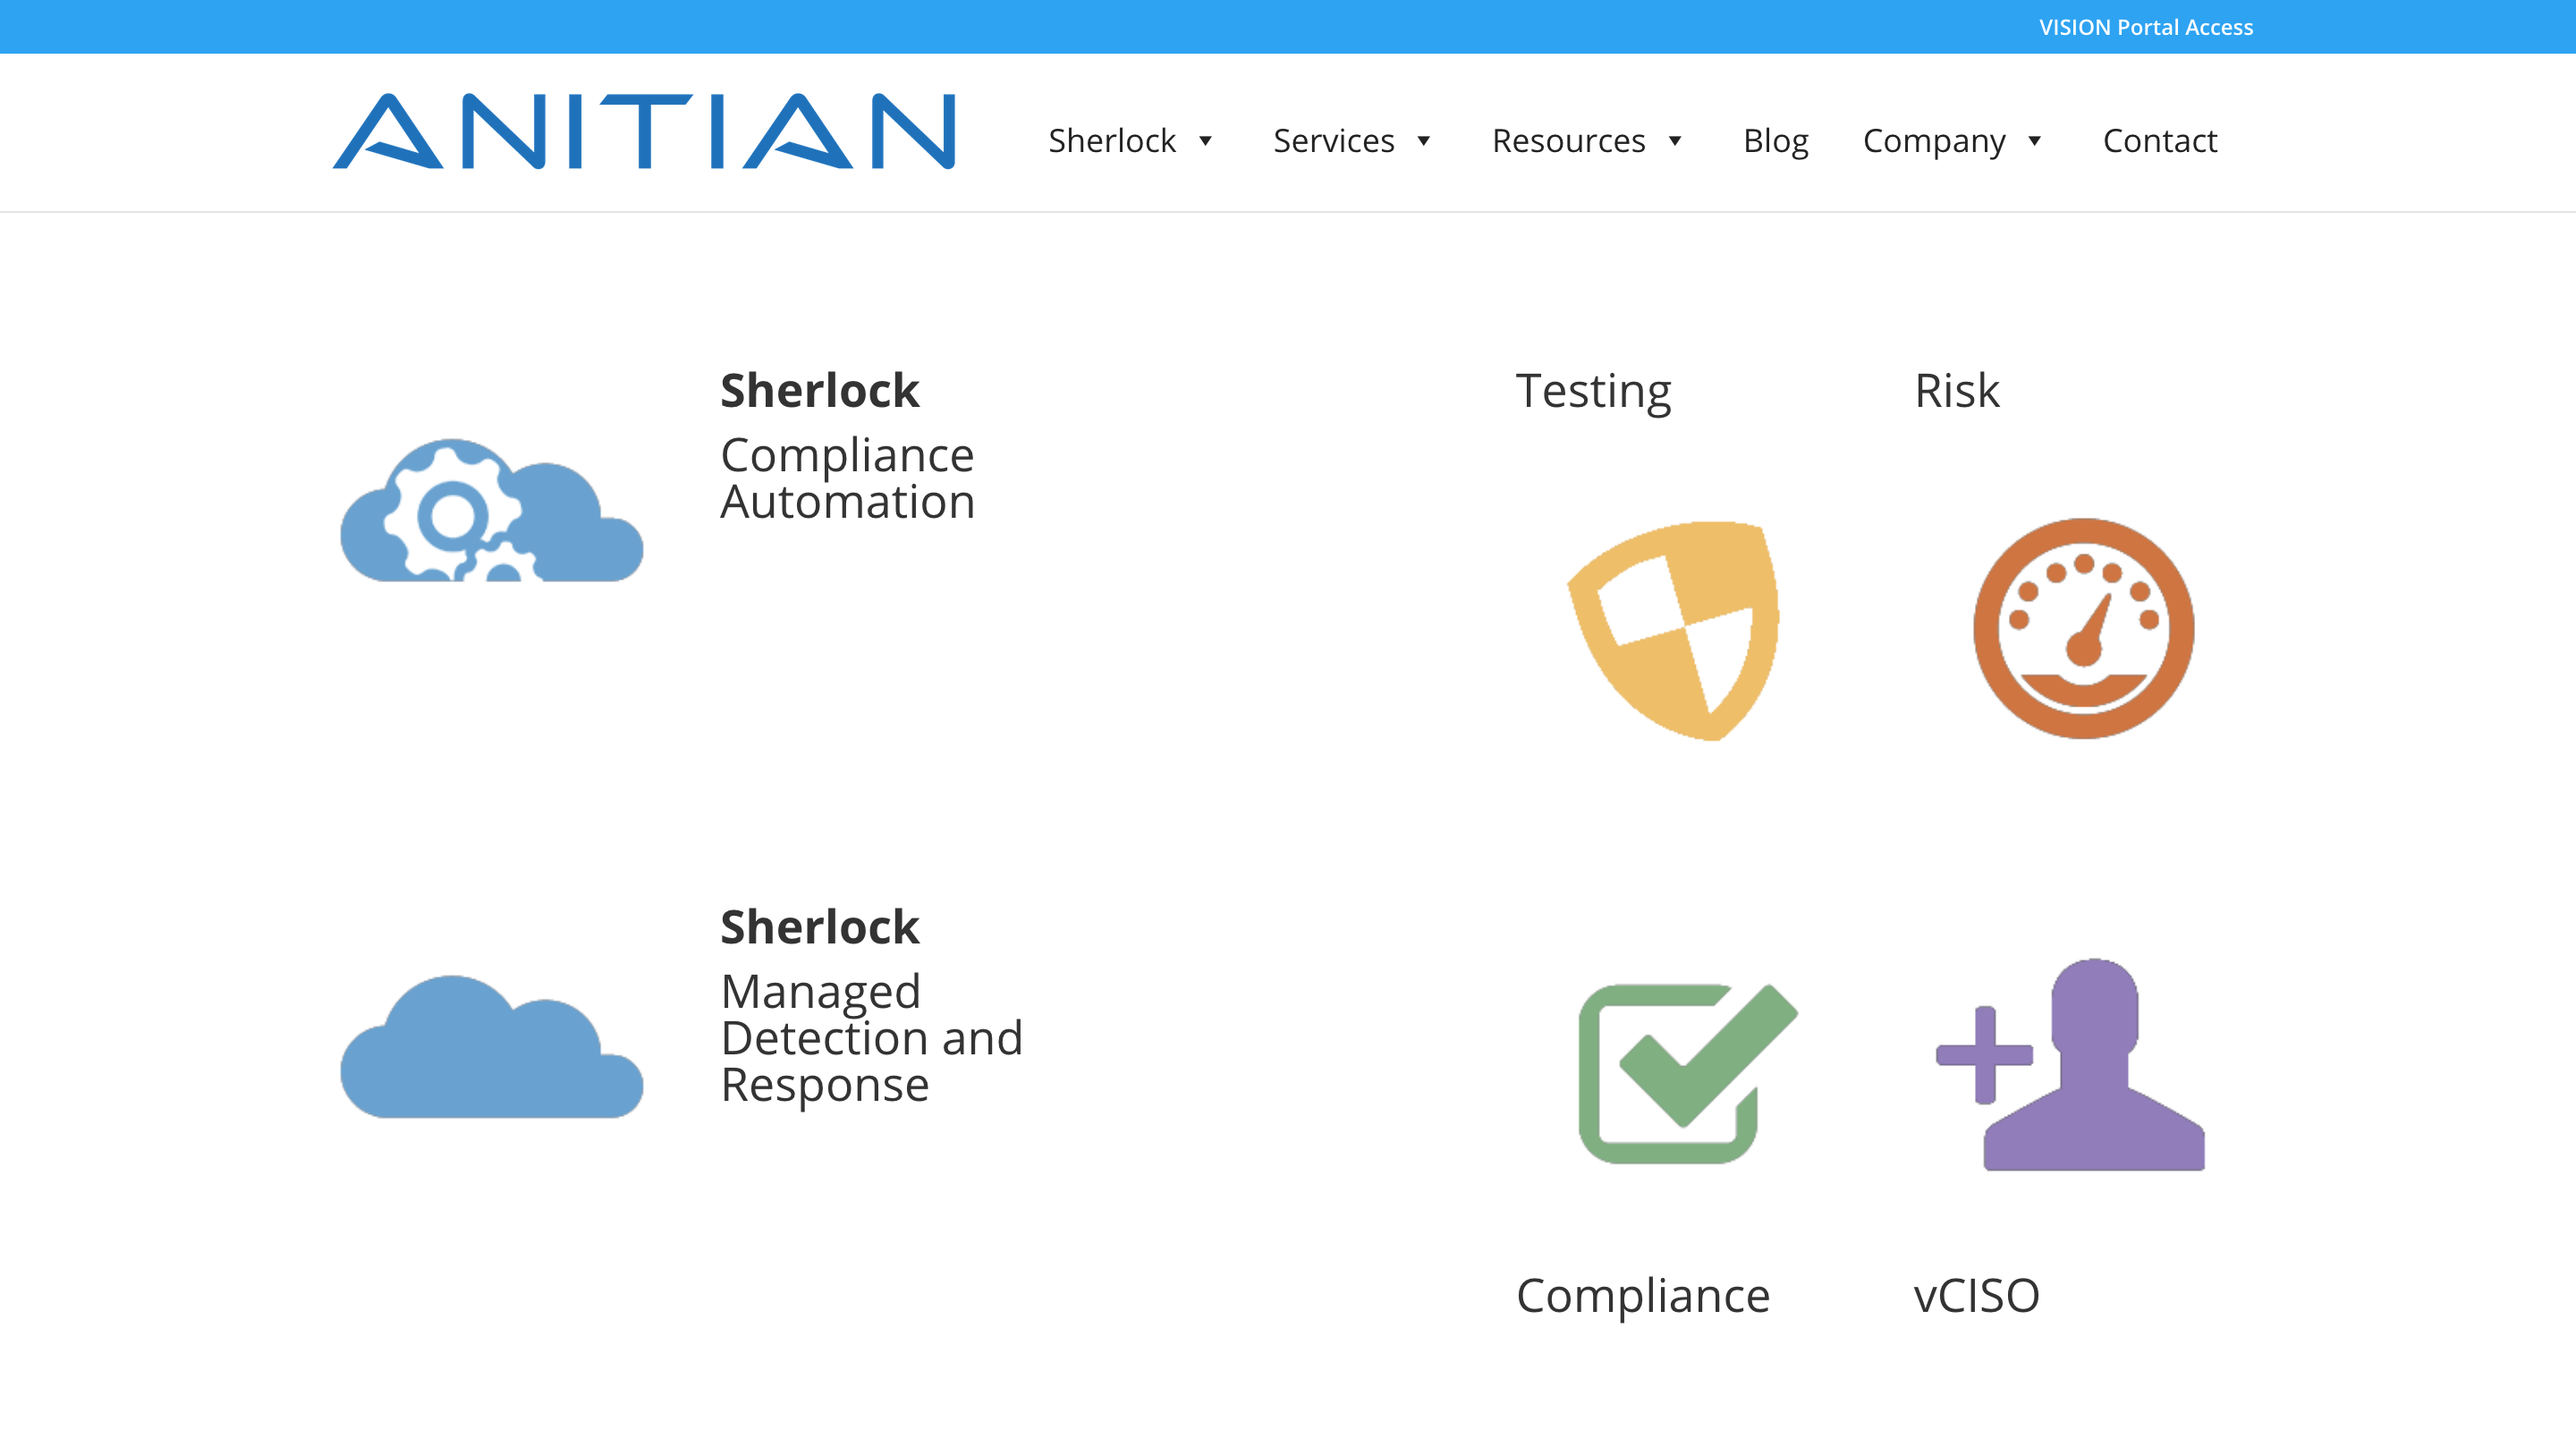 VISION Portal Access
ANITIAN
Sherlock
Services
Resources
Blog
Company
Contact
Sherlock
Compliance
Automation
Testing
Risk
Sherlock
Managed
Detection and
Response
Compliance
vCISO